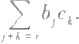 ∑ b_j c_k.
j + k = r